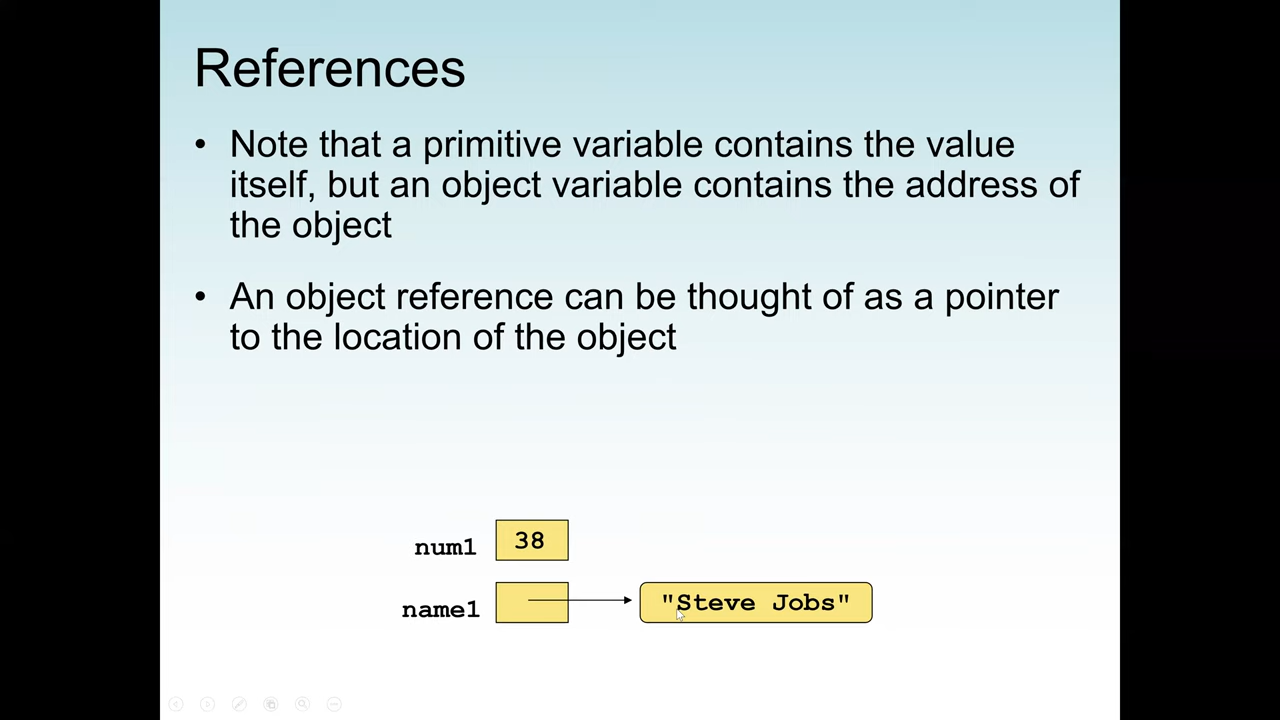 References
• Note that a primitive variable contains the value
itself, but an object variable contains the address of
the object
• An object reference can be thought of as a pointer
to the location of the object
num1 38
name1 "Steve Jobs"